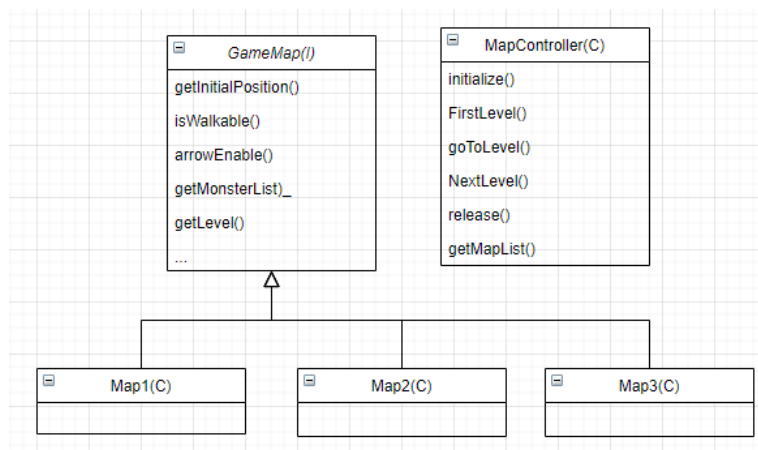 GameMap(I)
getInitialPosition()
isWalkable()
arrowEnable()
getMonsterList)_
getLevel()
...
MapController(C)
initialize()
FirstLevel()
goToLevel()
NextLevel()
release()
getMapList()
Map1(C)
Map2(C)
Map3(C)